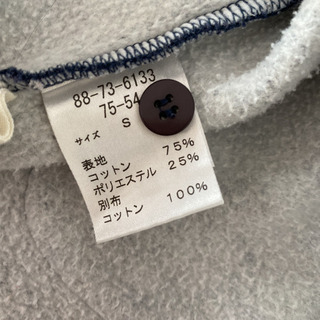 88-73-6133
75-54
サイズ S
表地
コットン 75%
ポリエステル 25%
別布
コットン 100%